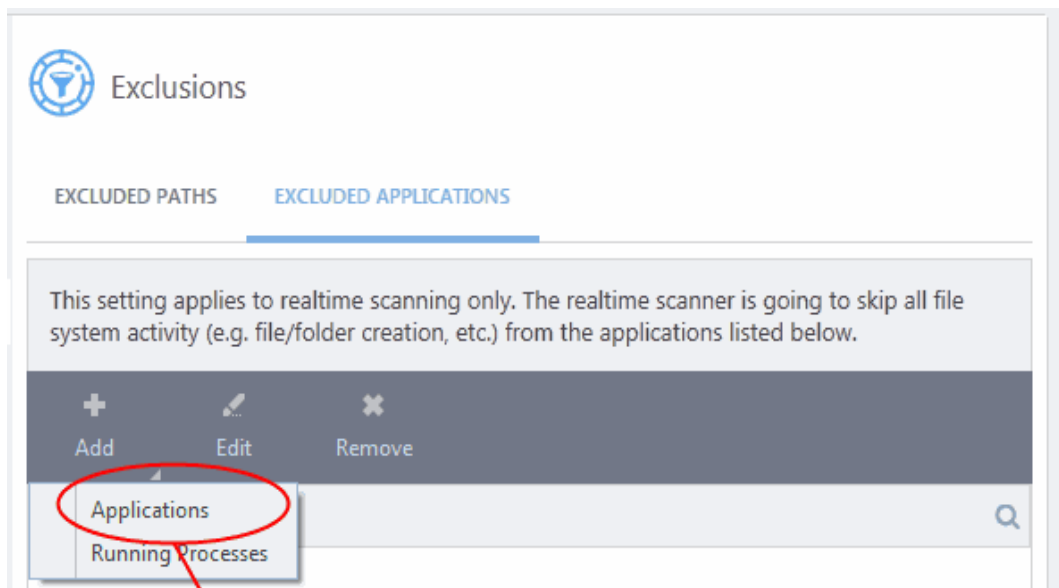 Exclusions
EXCLUDED PATHS EXCLUDED APPLICATIONS
This setting applies to realtime scanning only. The realtime scanner is going to skip all file
system activity (e.g. file/folder creation, etc.) from the applications listed below.
Add Edit Remove
Applications
Running Processes